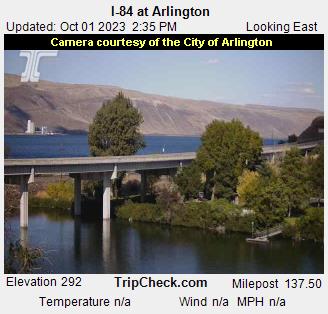 I-84 at Arlington
Updated: Oct 01 2023 2:35 PM Looking East
Camera courtesy of the City of Arlington
Elevation 292 TripCheck.com Milepost 137.50
Temperature n/a Wind n/a MPH n/a